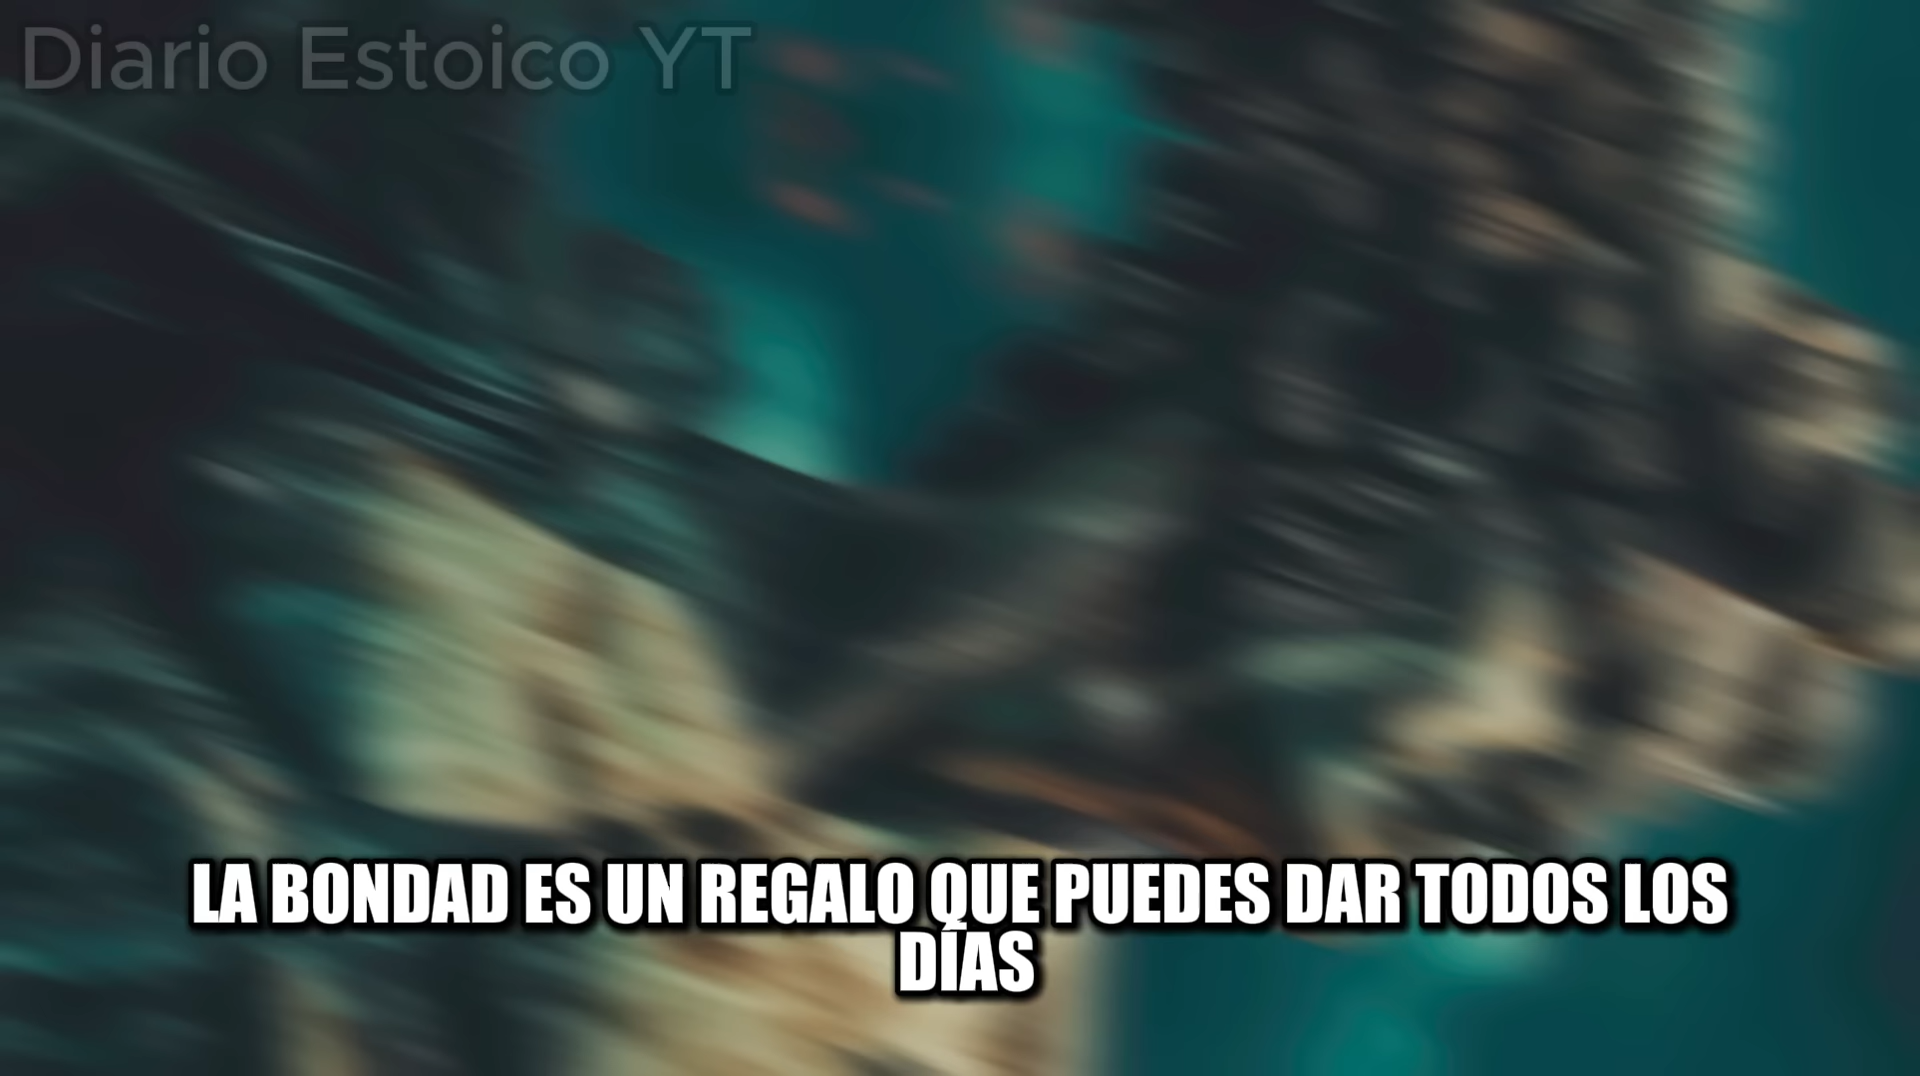 Diario Estoico YT
LA BONDAD ES UN REGALO QUE PUEDES DAR TODOS LOS
DÍAS